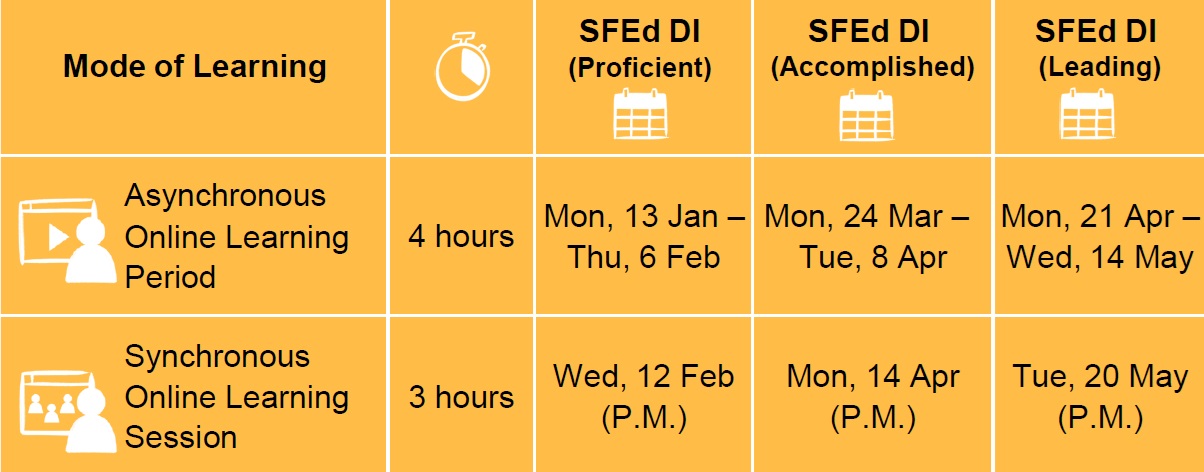 Mode of Learning
SFEd DI
(Proficient)
SFEd DI
(Accomplished)
SFEd DI
(Leading)
Asynchronous
Online Learning
Period
4 hours
Mon, 13 Jan –
Thu, 6 Feb
Mon, 24 Mar –
Tue, 8 Apr
Mon, 21 Apr –
Wed, 14 May
Synchronous
Online Learning
Session
3 hours
Wed, 12 Feb
(P.M.)
Mon, 14 Apr
(P.M.)
Tue, 20 May
(P.M.)